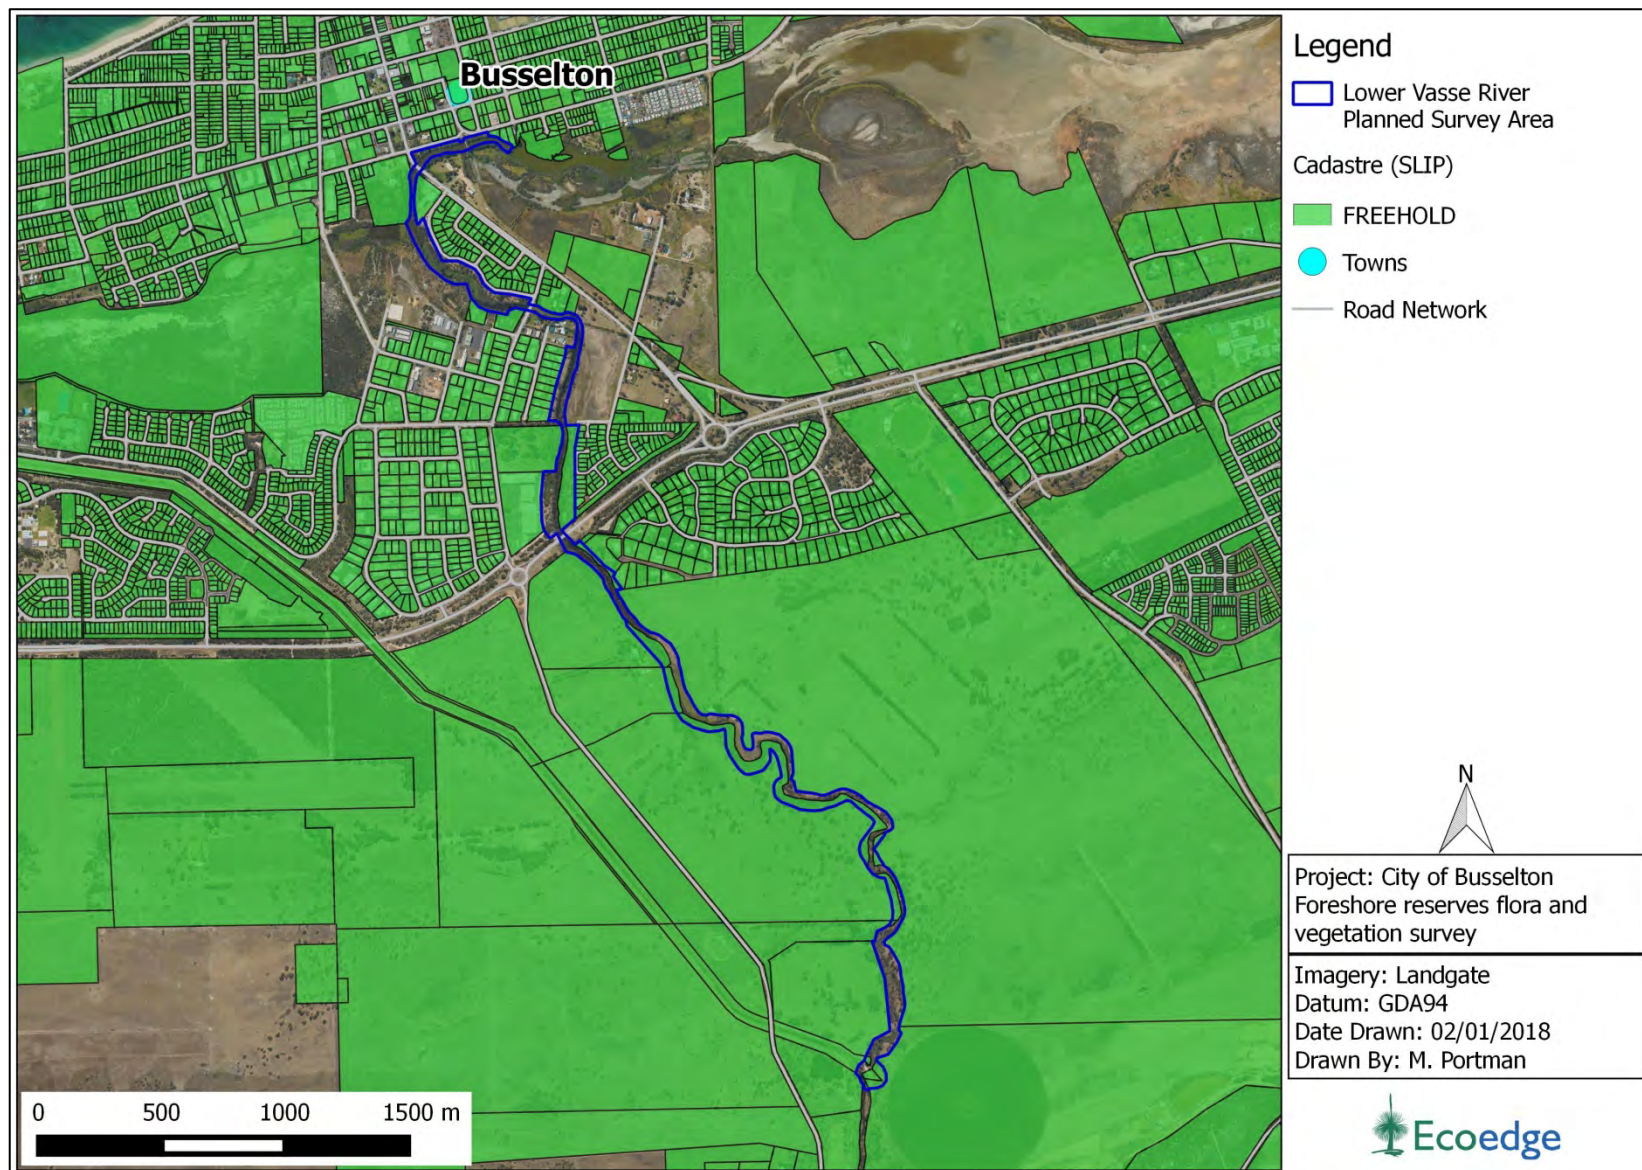 Busselton
Legend
Lower Vasse River
Planned Survey Area
Cadastre (SLIP)
FREEHOLD
Towns
Road Network
N
Project: City of Busselton
Foreshore reserves flora and
vegetation survey
Imagery: Landgate
Datum: GDA94
Date Drawn: 02/01/2018
Drawn By: M. Portman
0 500 1000 1500 m
Ecoedge